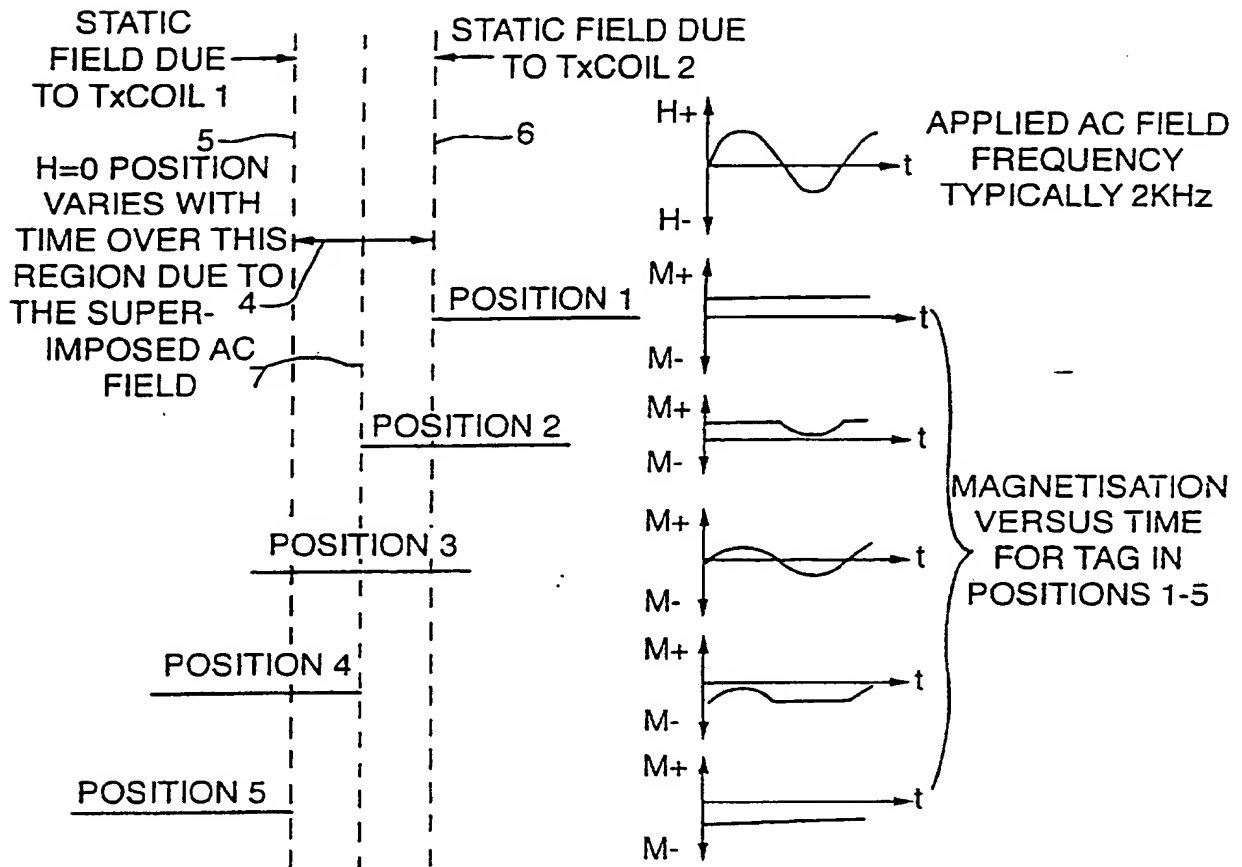 STATIC
FIELD DUE
TO TxCOIL 1
STATIC FIELD DUE
TO TxCOIL 2
5
6
H=0 POSITION
VARIES WITH
TIME OVER THIS
REGION DUE TO
THE SUPER-
IMPOSED AC
FIELD
4
7
H+
t
H-
APPLIED AC FIELD
FREQUENCY
TYPICALLY 2KHz
POSITION 1
M+
t
M-
POSITION 2
M+
t
M-
POSITION 3
M+
t
M-
POSITION 4
M+
t
M-
POSITION 5
M+
t
M-
MAGNETISATION
VERSUS TIME
FOR TAG IN
POSITIONS 1-5